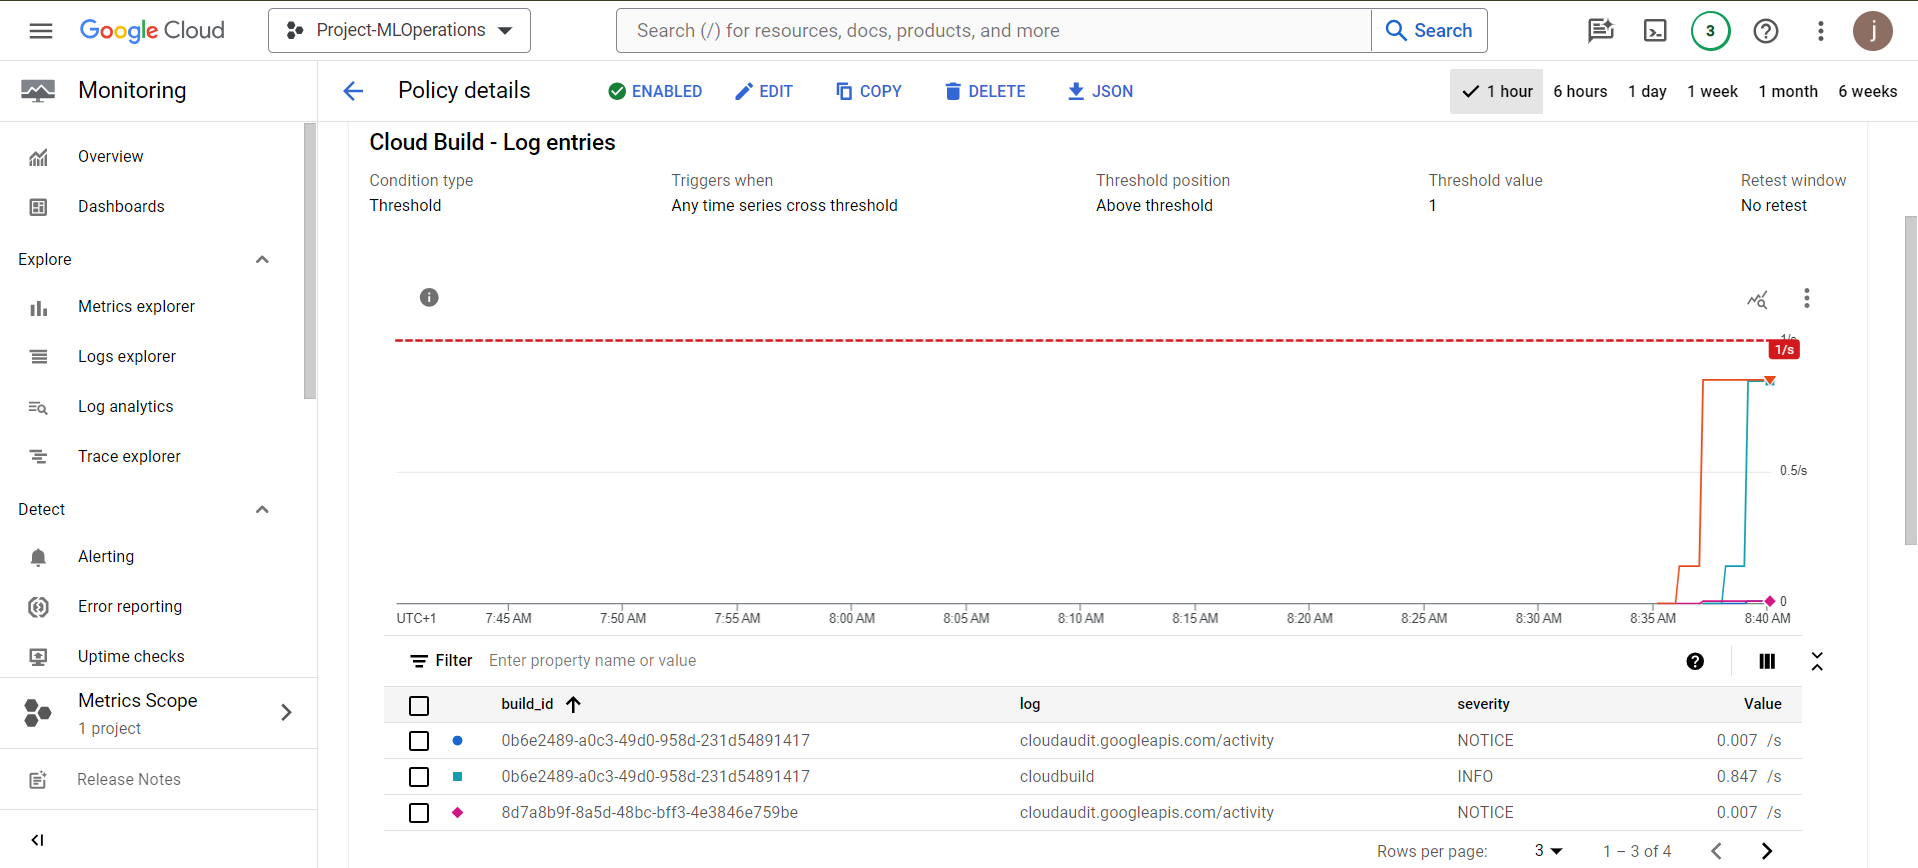 Google Cloud
Project-MLOperations
Search (/) for resources, docs, products, and more
Search
3
j
Monitoring
Policy details
ENABLED
EDIT
COPY
DELETE
JSON
1 hour
6 hours
1 day
1 week
1 month
6 weeks
Overview
Dashboards
Explore
Metrics explorer
Logs explorer
Log analytics
Trace explorer
Detect
Alerting
Error reporting
Uptime checks
Metrics Scope
1 project
Release Notes
Cloud Build - Log entries
Condition type
Threshold
Triggers when
Any time series cross threshold
Threshold position
Above threshold
Threshold value
1
Retest window
No retest
1/s
1/s
0.5/s
0
UTC+1 7:45 AM 7:50 AM 7:55 AM 8:00 AM 8:05 AM 8:10 AM 8:15 AM 8:20 AM 8:25 AM 8:30 AM 8:35 AM 8:40 AM
Filter Enter property name or value
build_id log severity Value
0b6e2489-a0c3-49d0-958d-231d54891417 cloudaudit.googleapis.com/activity NOTICE 0.007 /s
0b6e2489-a0c3-49d0-958d-231d54891417 cloudbuild INFO 0.847 /s
8d7a8b9f-8a5d-48bc-bff3-4e3846e759be cloudaudit.googleapis.com/activity NOTICE 0.007 /s
Rows per page: 3 1 – 3 of 4